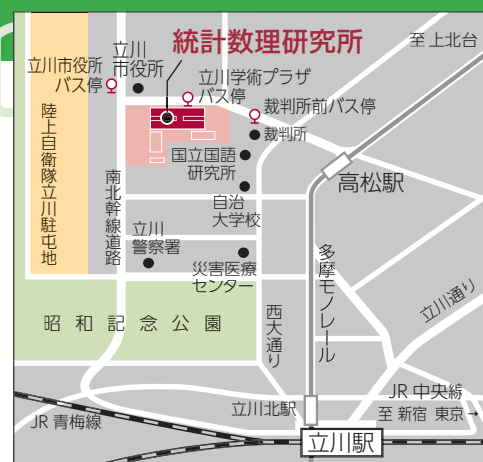 統計数理研究所
至 上北台
立川
市役所
立川市役所
バス停
立川学術プラザ
バス停
裁判所前バス停
裁判所
陸上自衛隊立川駐屯地
国立国語
研究所
高松駅
南北幹線道路
自治
大学校
立川
警察署
災害医療
センター
多摩モノレール
立川通り
昭和記念公園
西大通り
JR 中央線
立川北駅
至 新宿 東京→
JR 青梅線
立川駅